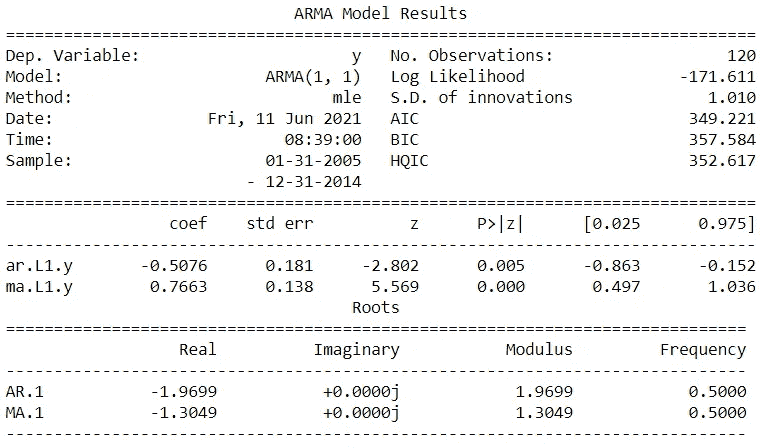 ARMA Model Results
==============================================================================
Dep. Variable:                      y   No. Observations:                  120
Model:                     ARMA(1, 1)   Log Likelihood                -171.611
Method:                           mle   S.D. of innovations              1.010
Date:                Fri, 11 Jun 2021   AIC                            349.221
Time:                        08:39:00   BIC                            357.584
Sample:                    01-31-2005   HQIC                           352.617
                         - 12-31-2014
==============================================================================
                 coef    std err          z      P>|z|      [0.025      0.975]
------------------------------------------------------------------------------
ar.L1.y       -0.5076      0.181     -2.802      0.005      -0.863      -0.152
ma.L1.y        0.7663      0.138      5.569      0.000       0.497       1.036
                                    Roots
=============================================================================
                  Real          Imaginary           Modulus         Frequency
-----------------------------------------------------------------------------
AR.1           -1.9699           +0.0000j            1.9699            0.5000
MA.1           -1.3049           +0.0000j            1.3049            0.5000
-----------------------------------------------------------------------------